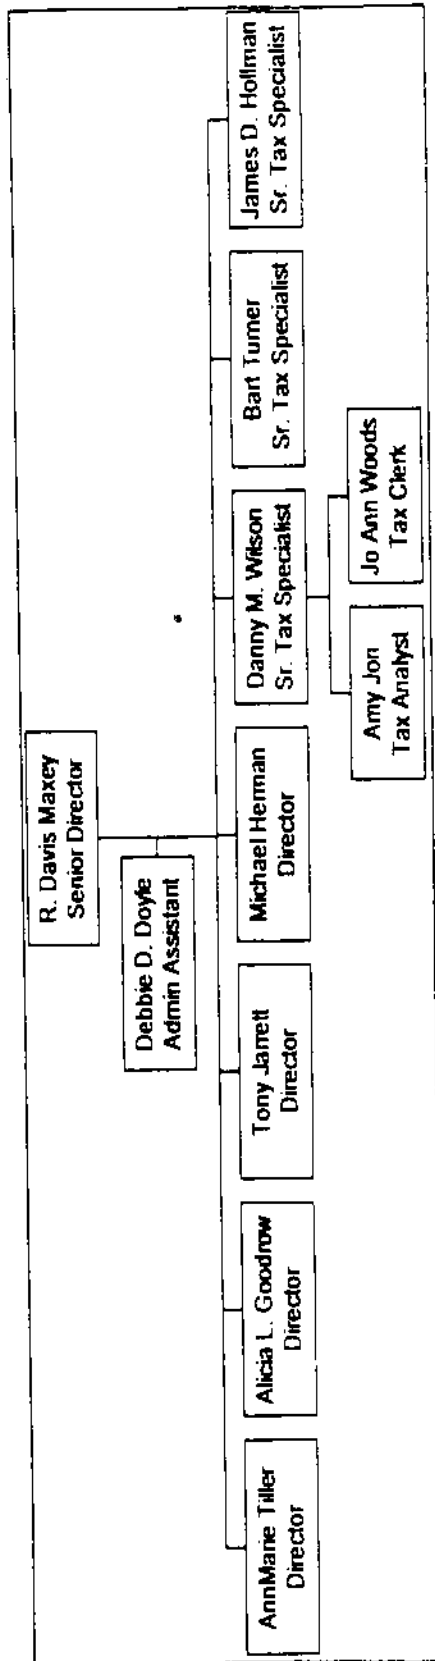 R. Davis Maxey
Senior Director
Debbie D. Doyle
Admin Assistant
AnnMarie Tiller
Director
Alicia L. Goodrow
Director
Tony Jarrett
Director
Michael Herman
Director
Danny M. Wilson
Sr. Tax Specialist
Bart Turner
Sr. Tax Specialist
James D. Hoffman
Sr. Tax Specialist
Amy Jon
Tax Analyst
Jo Ann Woods
Tax Clerk